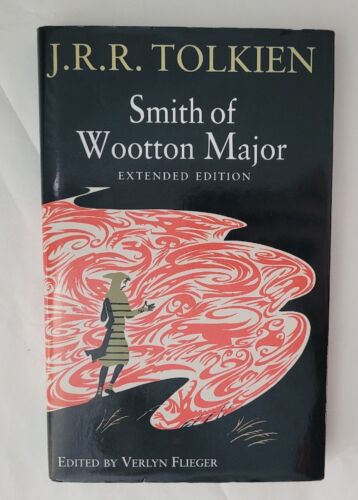 J.R.R. TOLKIEN
Smith of
Wootton Major
EXTENDED EDITION
EDITED BY VERLYN FLIEGER